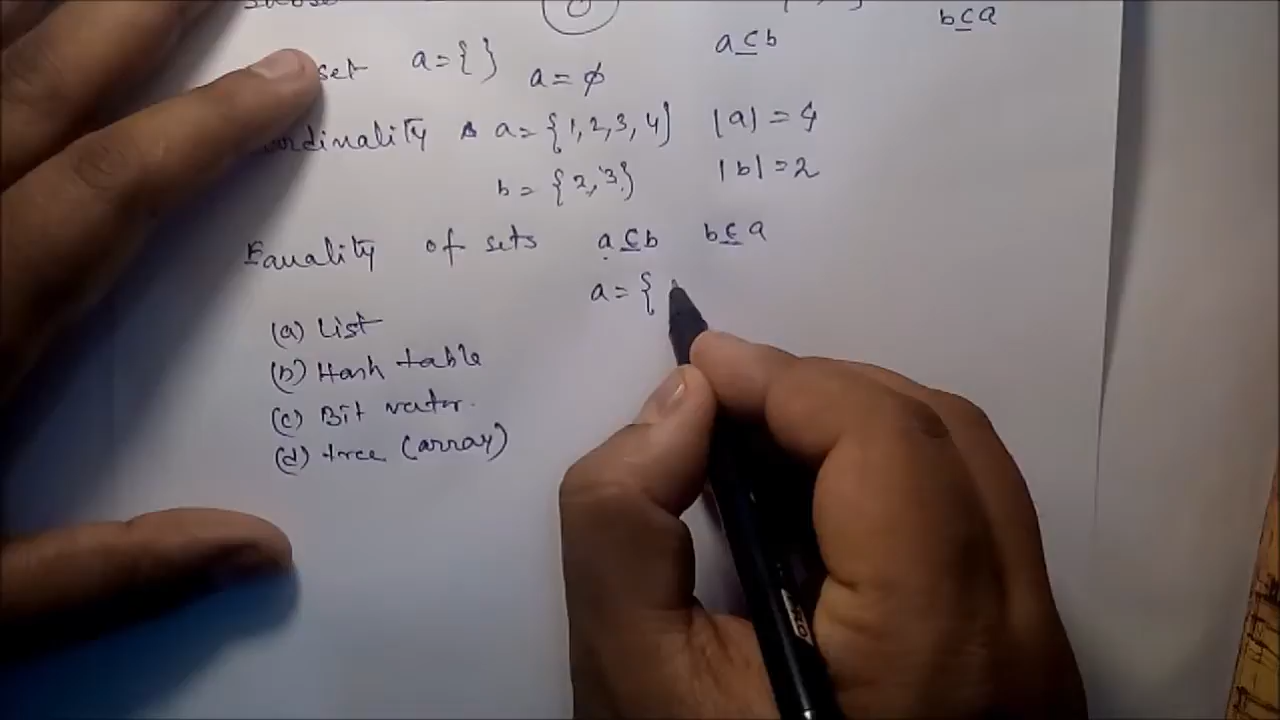 b ⊆ a
a ⊆ b
set a = { } a = ϕ
a = {1, 2, 3, 4} |a| = 4
b = {2, 3} |b| = 2
Equality of sets a ⊆ b b ⊆ a
a = {
(a) List
(b) Hash table
(c) Bit vector.
(d) tree (array)